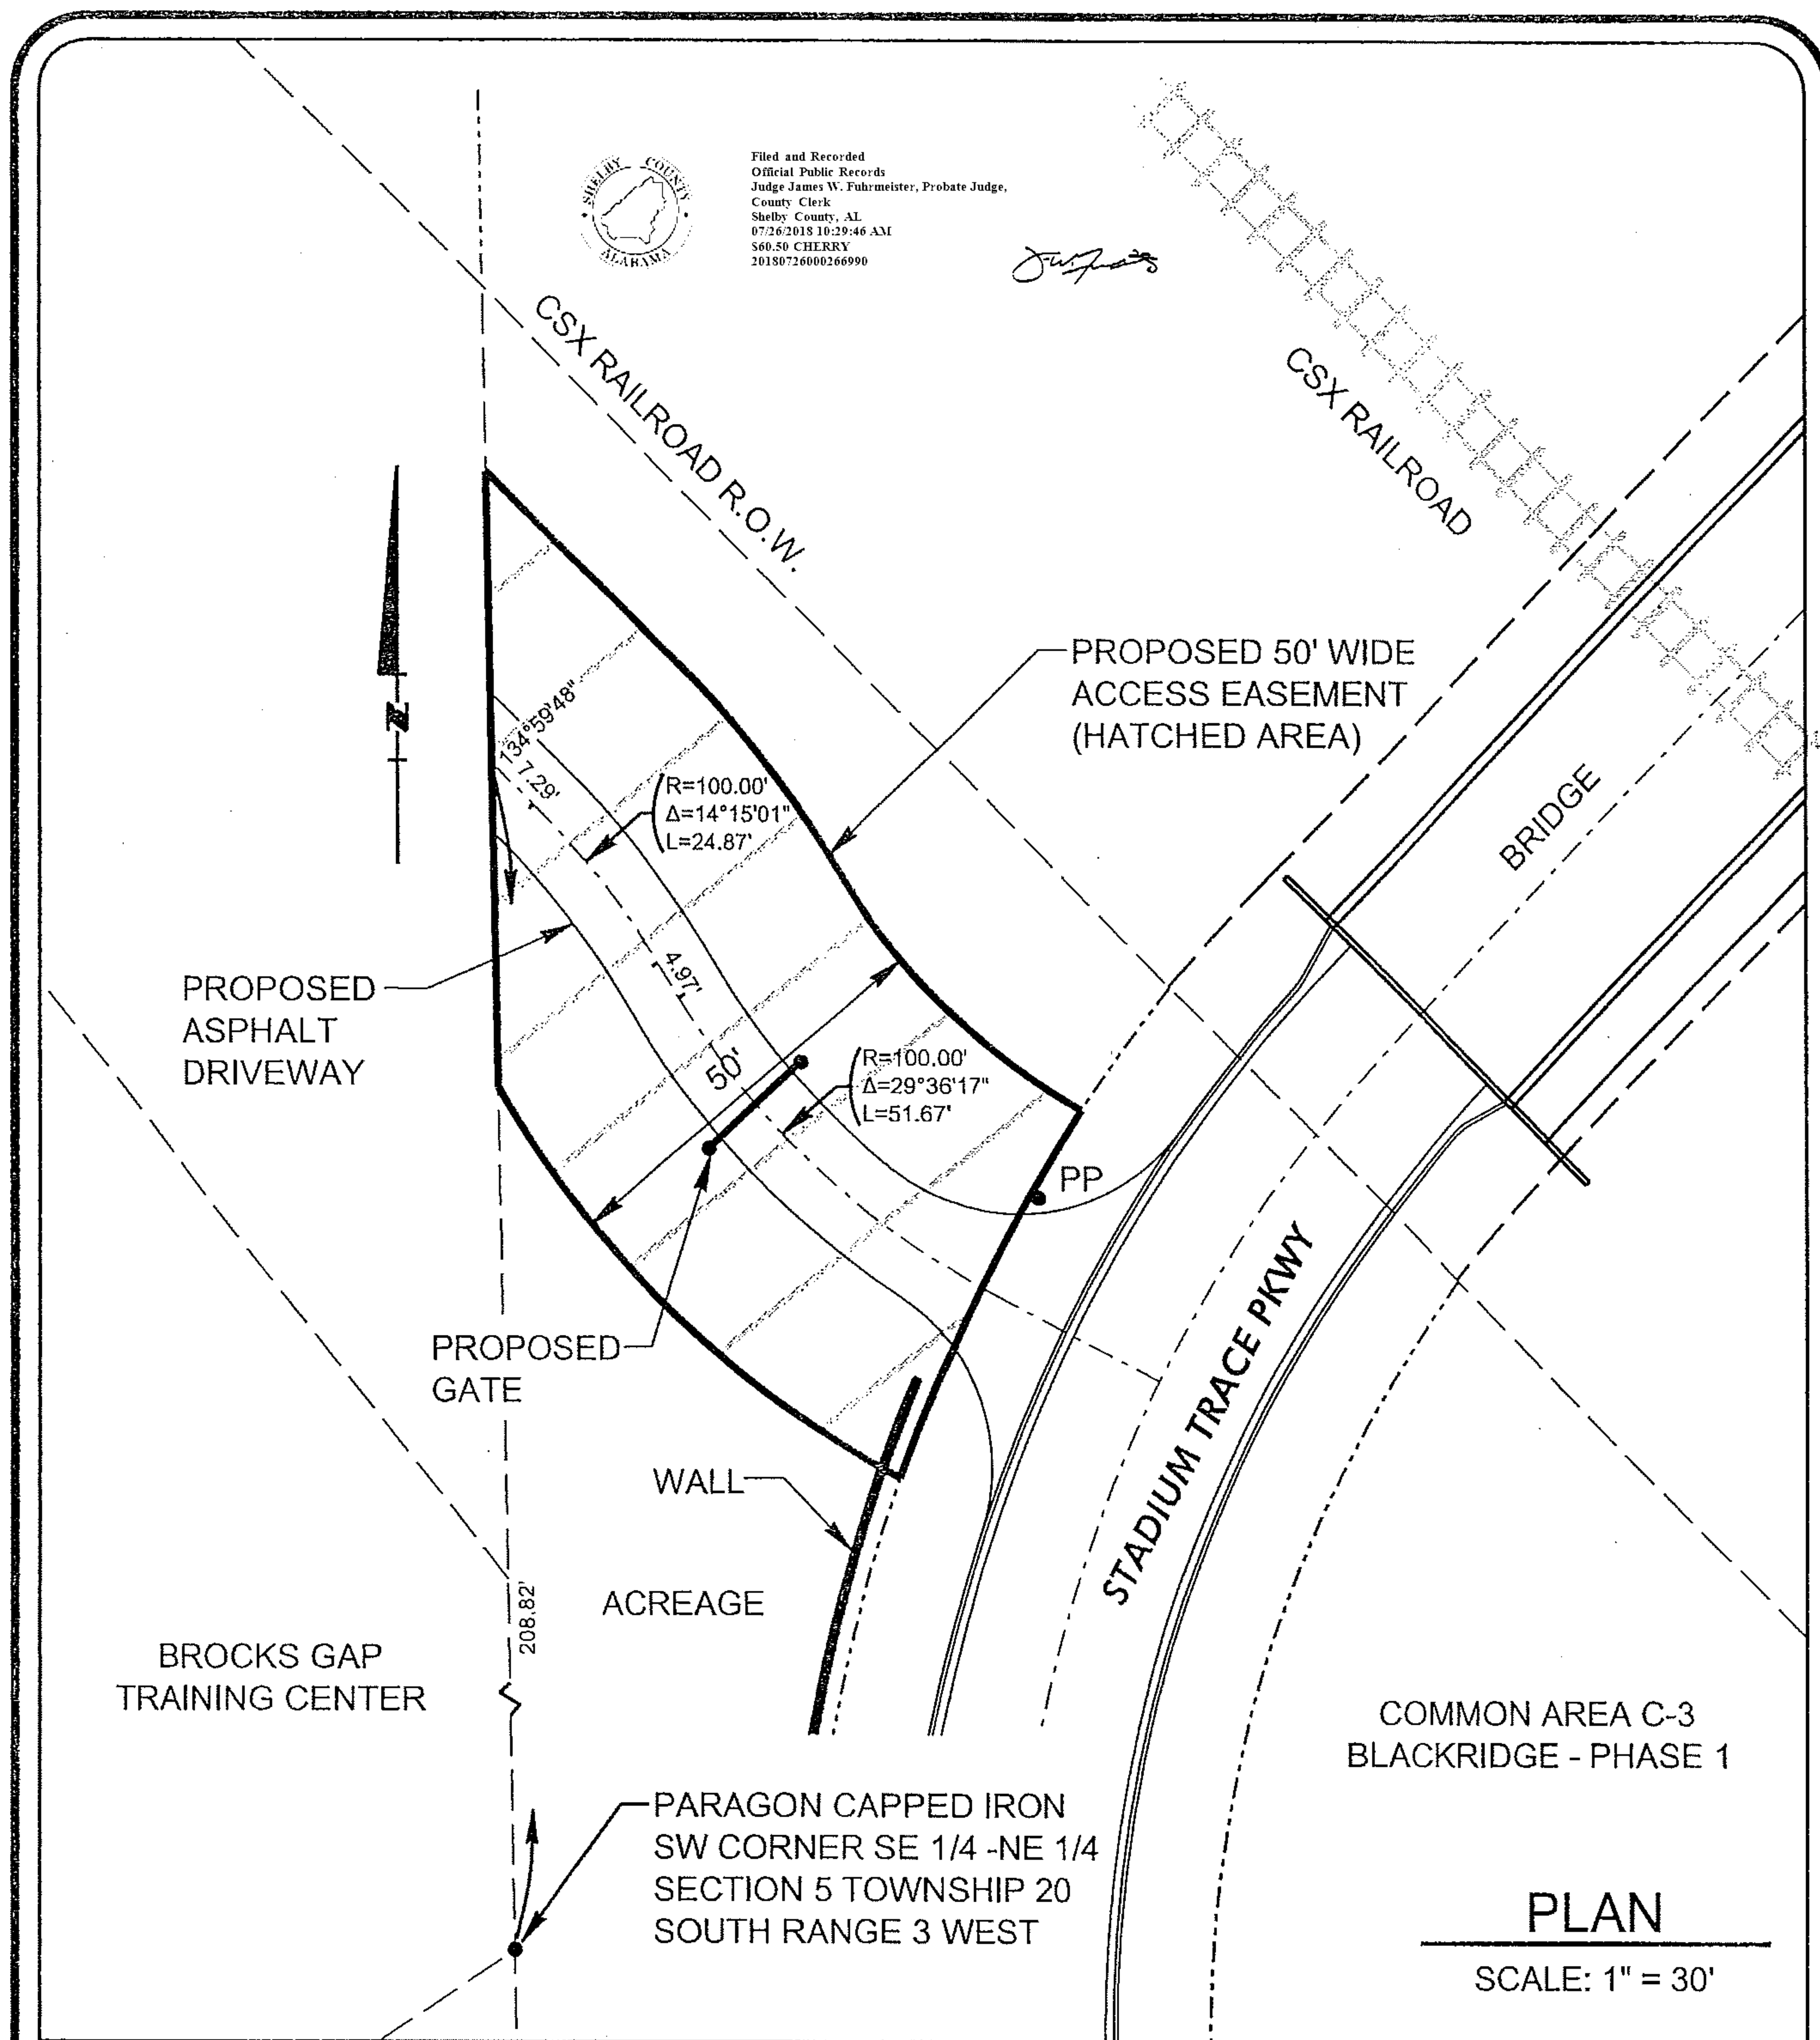 SHELBY COUNTY
ALABAMA
Filed and Recorded
Official Public Records
Judge James W. Fuhrmeister, Probate Judge,
County Clerk
Shelby County, AL
07/26/2018 10:29:46 AM
$60.50 CHERRY
20180726000266990
CSX RAILROAD R.O.W.
CSX RAILROAD
PROPOSED 50' WIDE
ACCESS EASEMENT
(HATCHED AREA)
N
134°59'48"
7.29'
R=100.00'
Δ=14°15'01"
L=24.87'
BRIDGE
PROPOSED
ASPHALT
DRIVEWAY
4.97'
50'
R=100.00'
Δ=29°36'17"
L=51.67'
PP
STADIUM TRACE PKWY
PROPOSED
GATE
WALL
ACREAGE
208.82'
BROCKS GAP
TRAINING CENTER
COMMON AREA C-3
BLACKRIDGE - PHASE 1
PARAGON CAPPED IRON
SW CORNER SE 1/4 -NE 1/4
SECTION 5 TOWNSHIP 20
SOUTH RANGE 3 WEST
PLAN
SCALE: 1" = 30'